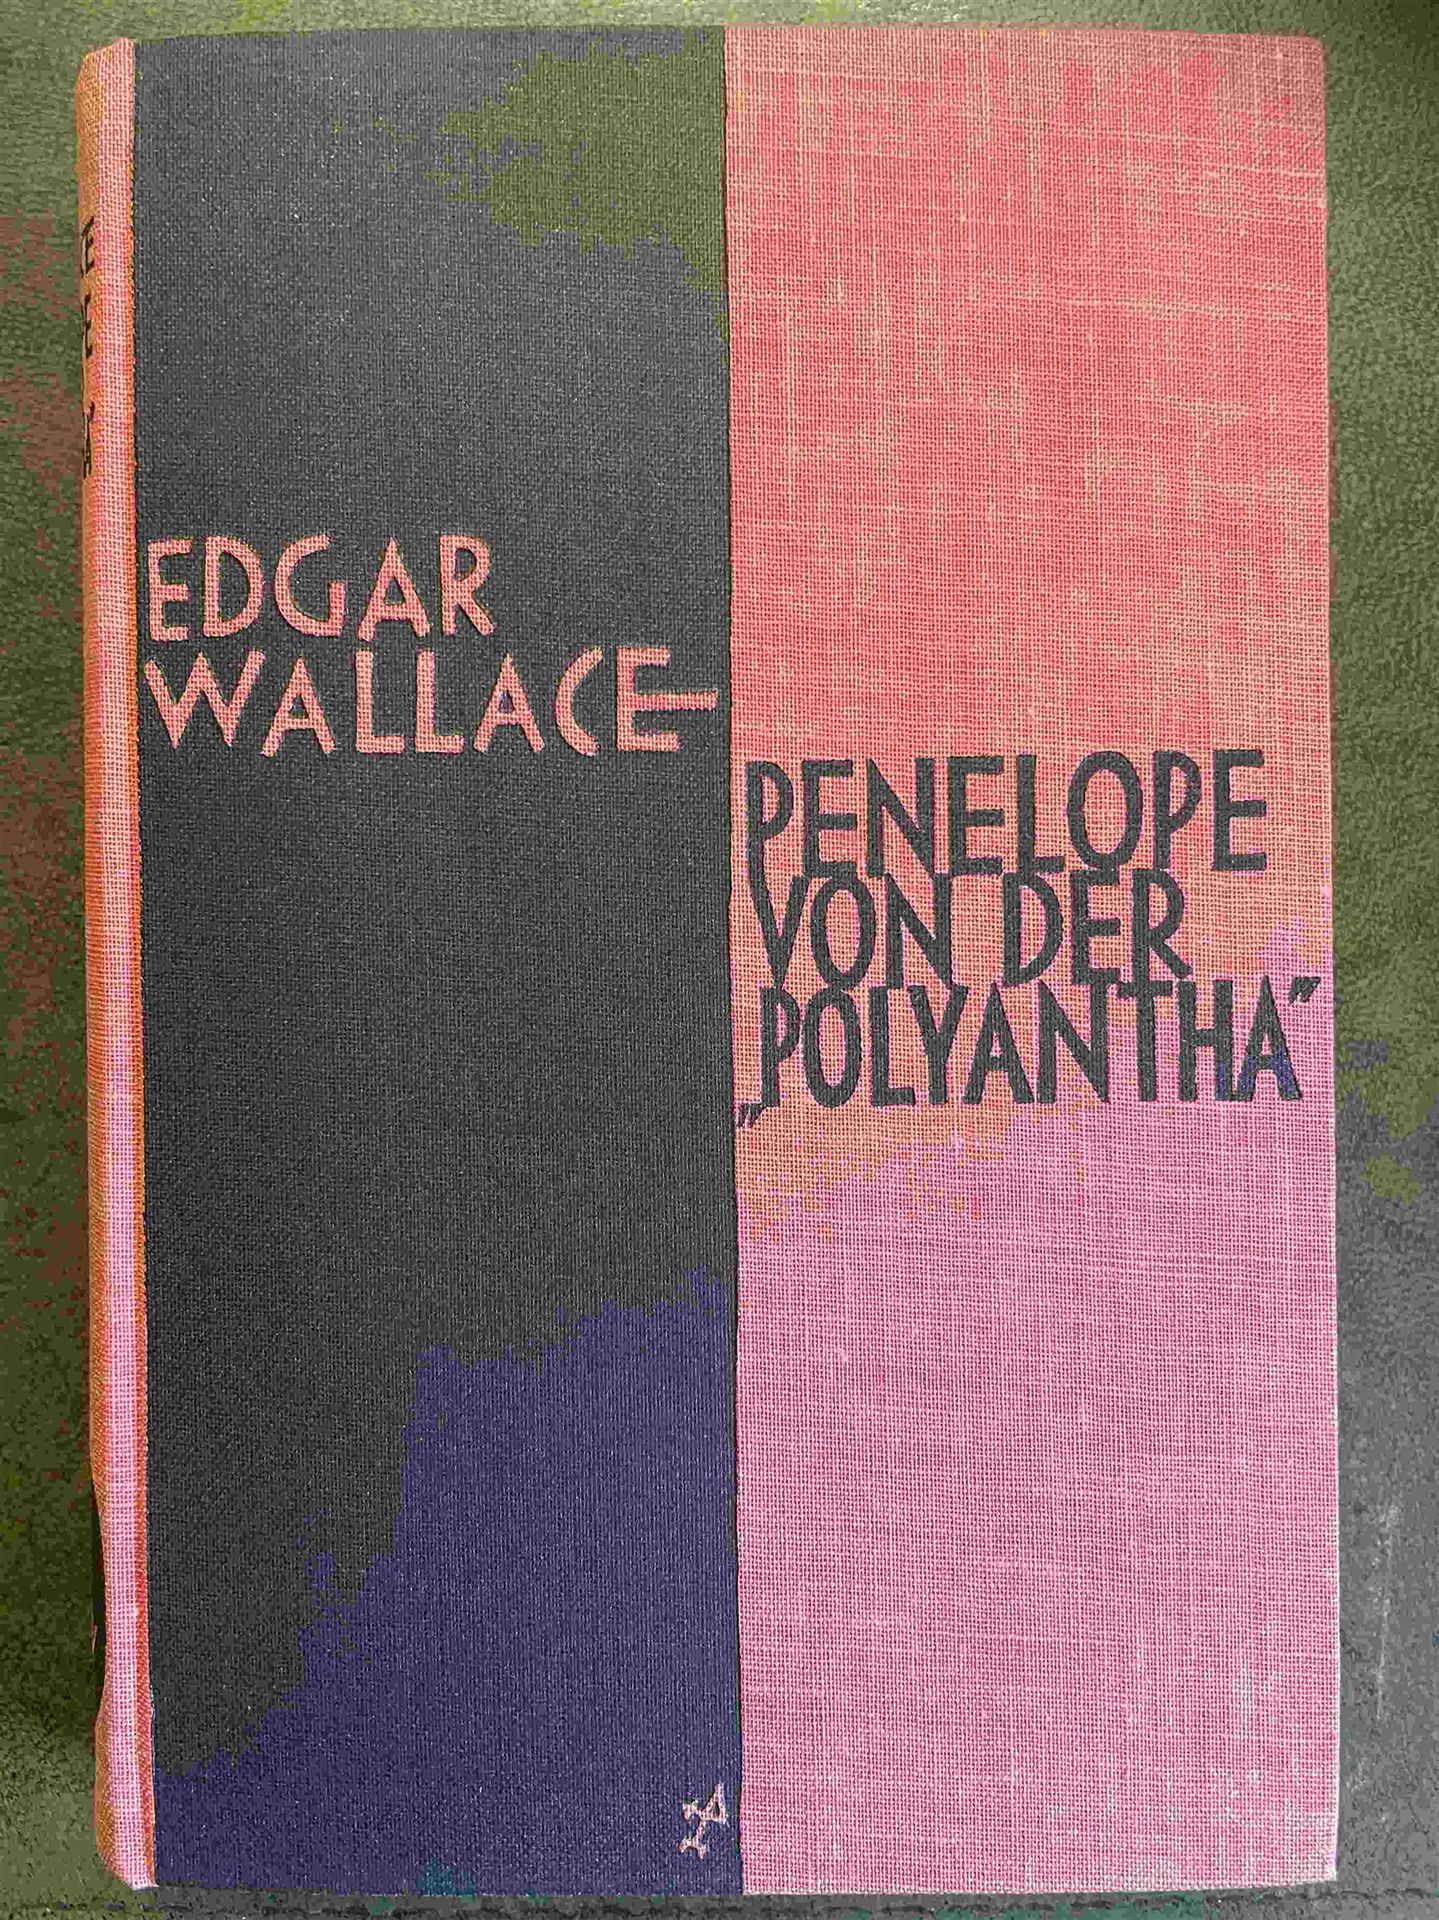 EDGAR
WALLACE
PENELOPE
VON DER
„POLYANTHA"